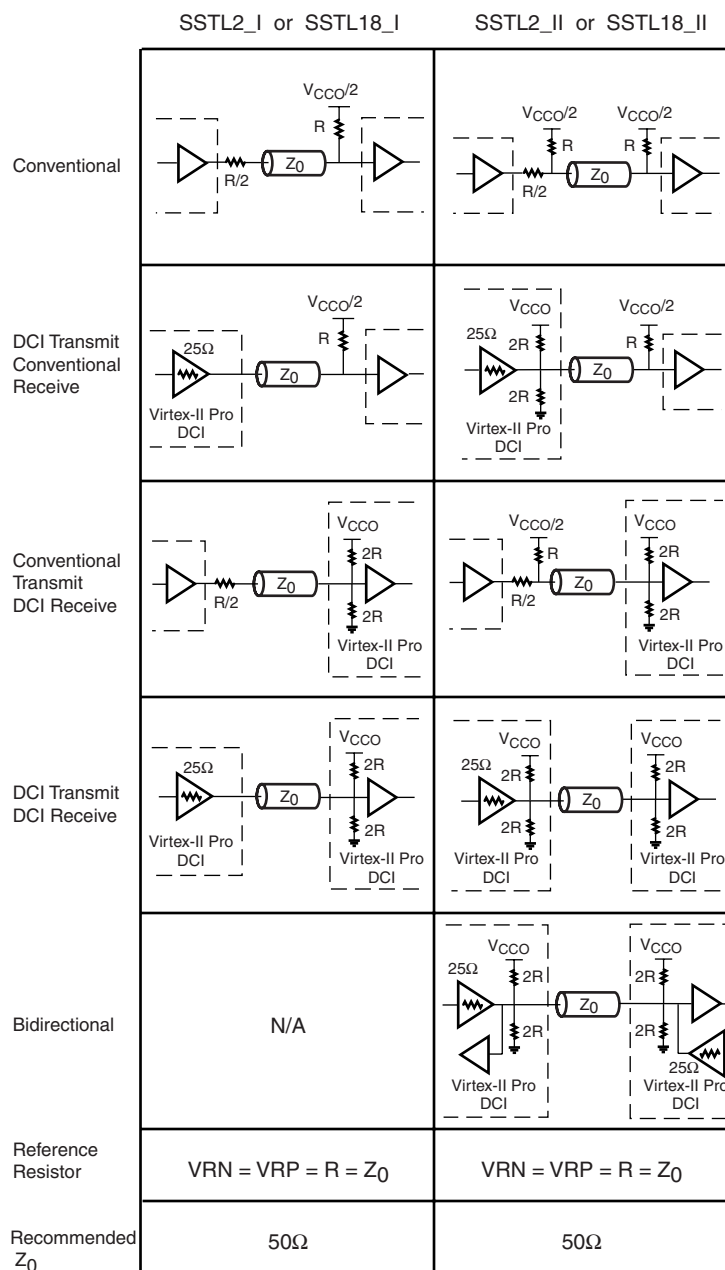 SSTL2_I or SSTL18_I
SSTL2_II or SSTL18_II
Conventional
VCCO/2
R
Z0
R/2
VCCO/2
VCCO/2
R
R
Z0
R/2
DCI Transmit
Conventional
Receive
VCCO/2
R
25Ω
Z0
Virtex-II Pro
DCI
VCCO
VCCO/2
25Ω
2R
R
Z0
2R
Virtex-II Pro
DCI
Conventional
Transmit
DCI Receive
VCCO
2R
Z0
R/2
2R
Virtex-II Pro
DCI
VCCO/2
VCCO
R
2R
Z0
R/2
2R
Virtex-II Pro
DCI
DCI Transmit
DCI Receive
VCCO
25Ω
2R
Z0
2R
Virtex-II Pro
DCI
Virtex-II Pro
DCI
VCCO
VCCO
25Ω
2R
2R
Z0
2R
2R
Virtex-II Pro
DCI
Virtex-II Pro
DCI
Bidirectional
N/A
VCCO
VCCO
25Ω
2R
2R
Z0
2R
2R
25Ω
Virtex-II Pro
DCI
Virtex-II Pro
DCI
Reference
Resistor
VRN = VRP = R = Z0
VRN = VRP = R = Z0
Recommended
Z0
50Ω
50Ω